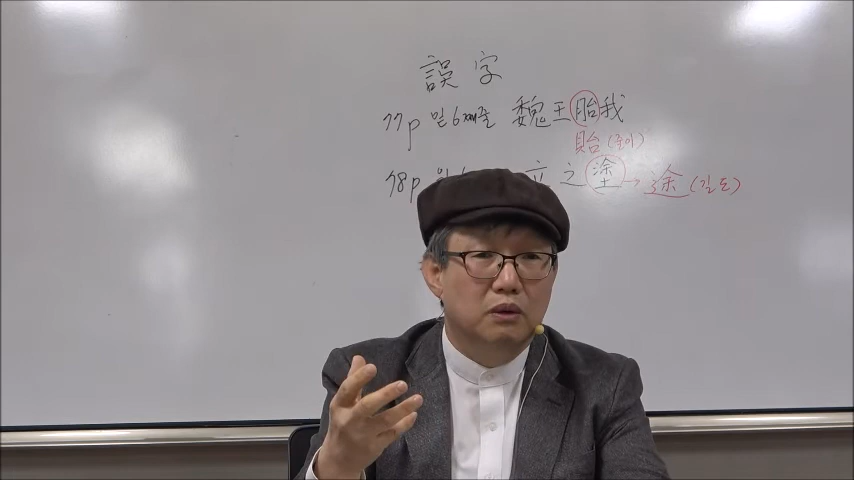 誤字
77p 밑 6째줄 魏王胎我
貽 (줄이)
78p 밑 立之塗 → 途 (길도)